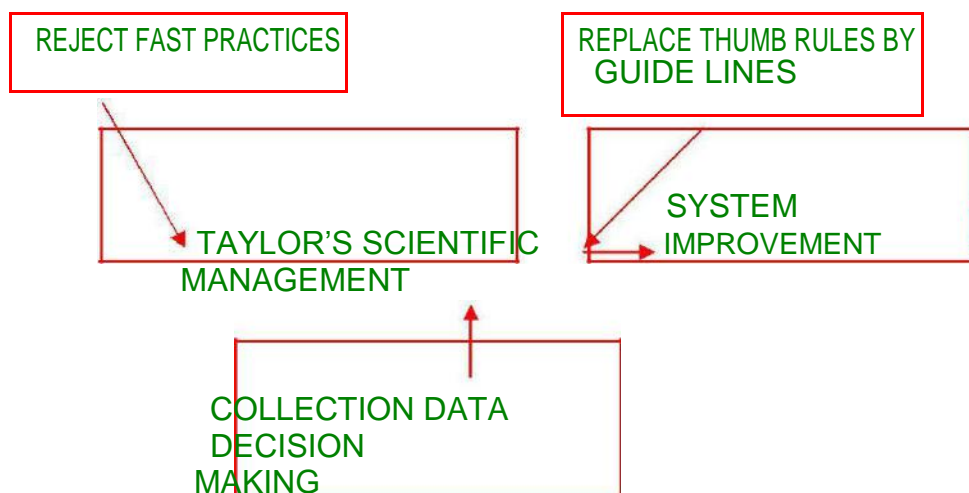 REJECT FAST PRACTICES
REPLACE THUMB RULES BY
GUIDE LINES
TAYLOR'S SCIENTIFIC
MANAGEMENT
SYSTEM
IMPROVEMENT
COLLECTION DATA
DECISION
MAKING